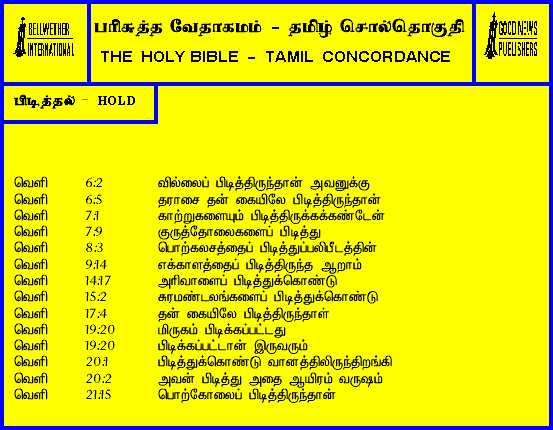 BELLWETHER
INTERNATIONAL
பரிசுத்த வேதாகமம் - தமிழ் சொல்தொகுதி
THE HOLY BIBLE - TAMIL CONCORDANCE
GOOD NEWS
PUBLISHERS
பிடித்தல் - HOLD
வெளி 6:2 வில்லைப் பிடித்திருந்தான் அவனுக்கு
வெளி 6:5 தராசை தன் கையிலே பிடித்திருந்தான்
வெளி 7:1 காற்றுகளையும் பிடித்திருக்கக்கண்டேன்
வெளி 7:9 குருத்தோலைகளைப் பிடித்து
வெளி 8:3 பொற்கலசத்தைப் பிடித்துப்பலிபீடத்தின்
வெளி 9:14 எக்காளத்தைப் பிடித்திருந்த ஆறாம்
வெளி 14:17 அரிவாளைப் பிடித்துக்கொண்டு
வெளி 15:2 சுரமண்டலங்களைப் பிடித்துக்கொண்டு
வெளி 17:4 தன் கையிலே பிடித்திருந்தாள்
வெளி 19:20 மிருகம் பிடிக்கப்பட்டது
வெளி 19:20 பிடிக்கப்பட்டான் இருவரும்
வெளி 20:1 பிடித்துக்கொண்டு வானத்திலிருந்திறங்கி
வெளி 20:2 அவன் பிடித்து அதை ஆயிரம் வருஷம்
வெளி 21:15 பொற்கோலைப் பிடித்திருந்தான்